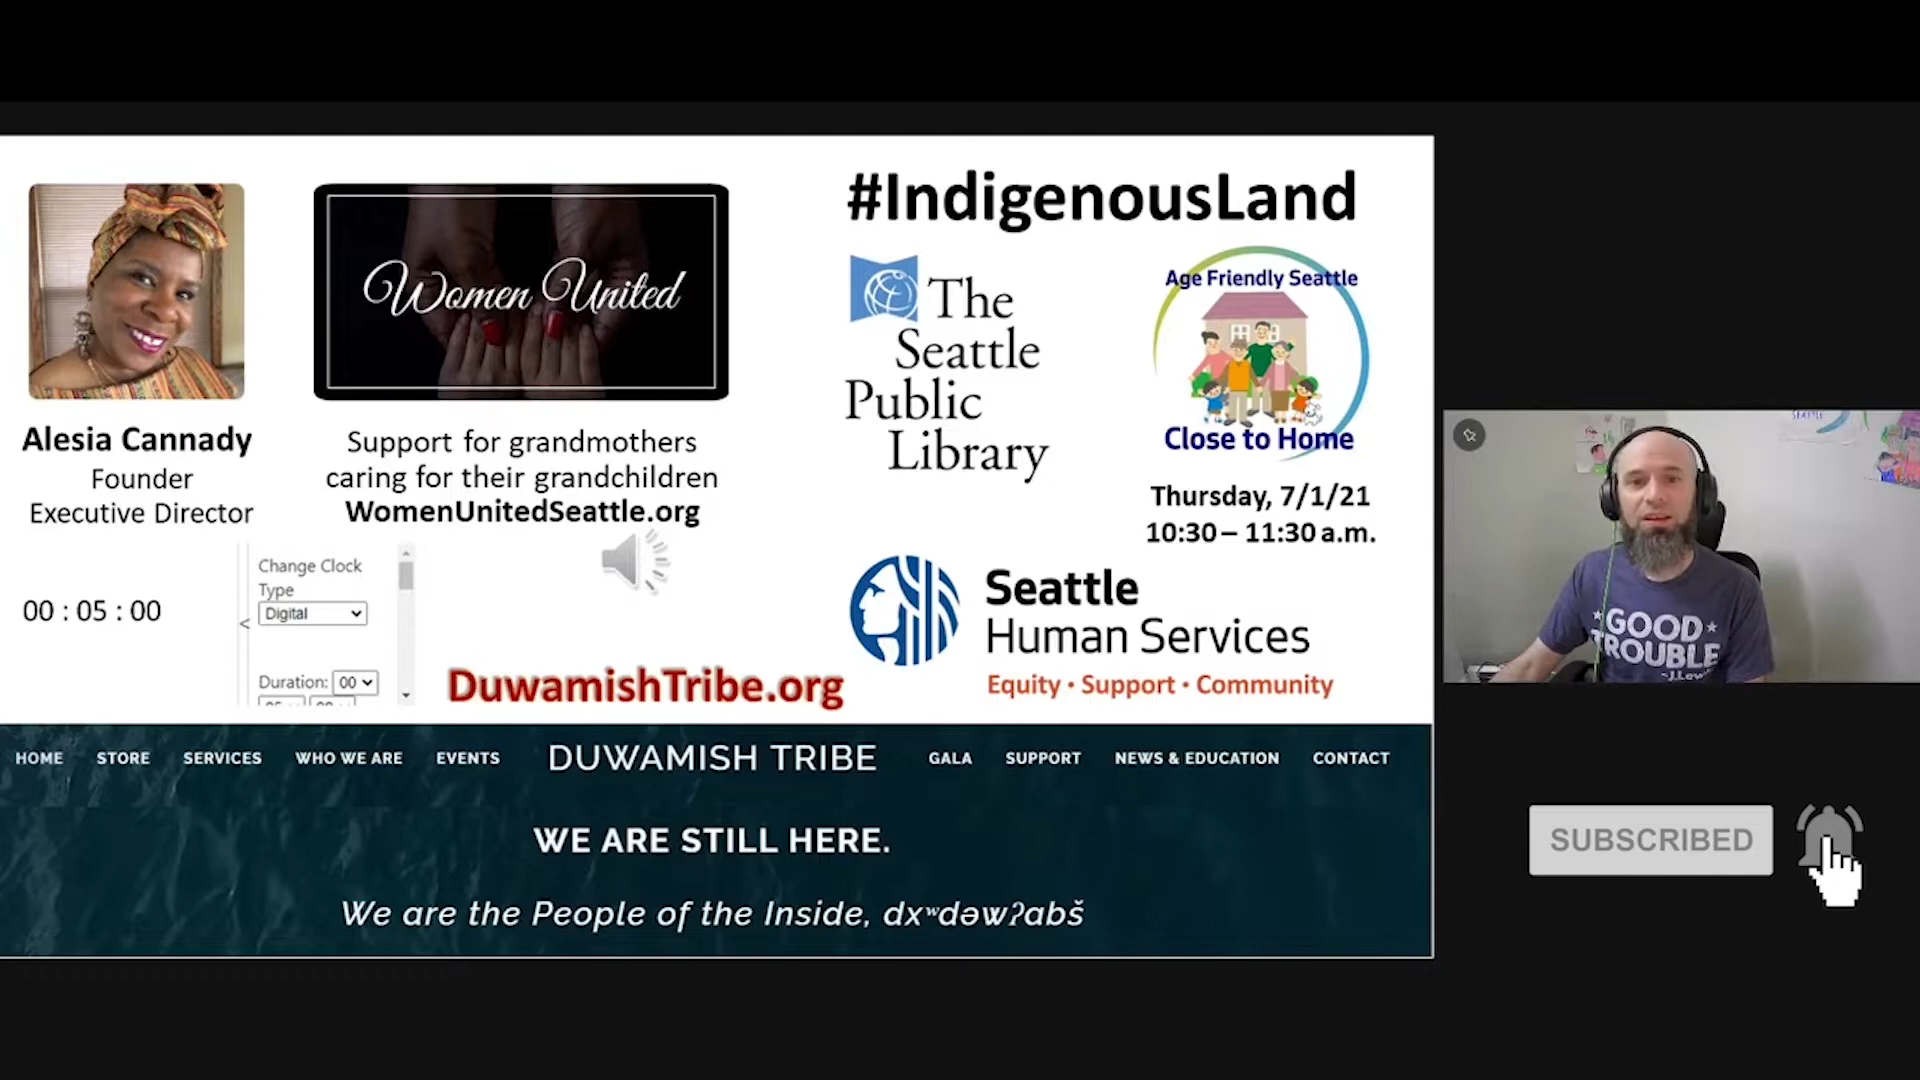 #IndigenousLand
Women United
Alesia Cannady
Founder
Executive Director
Support for grandmothers
caring for their grandchildren
WomenUnitedSeattle.org
The
Seattle
Public
Library
Age Friendly Seattle
Close to Home
Thursday, 7/1/21
10:30 – 11:30 a.m.
00 : 05 : 00
<
Change Clock
Type
Digital
Duration: 00
Seattle
Human Services
Equity • Support • Community
DuwamishTribe.org
HOME STORE SERVICES WHO WE ARE EVENTS DUWAMISH TRIBE GALA SUPPORT NEWS & EDUCATION CONTACT
WE ARE STILL HERE.
We are the People of the Inside, dxʷdəwʔabš
SEATTLE
GOOD
TROUBLE
SUBSCRIBED